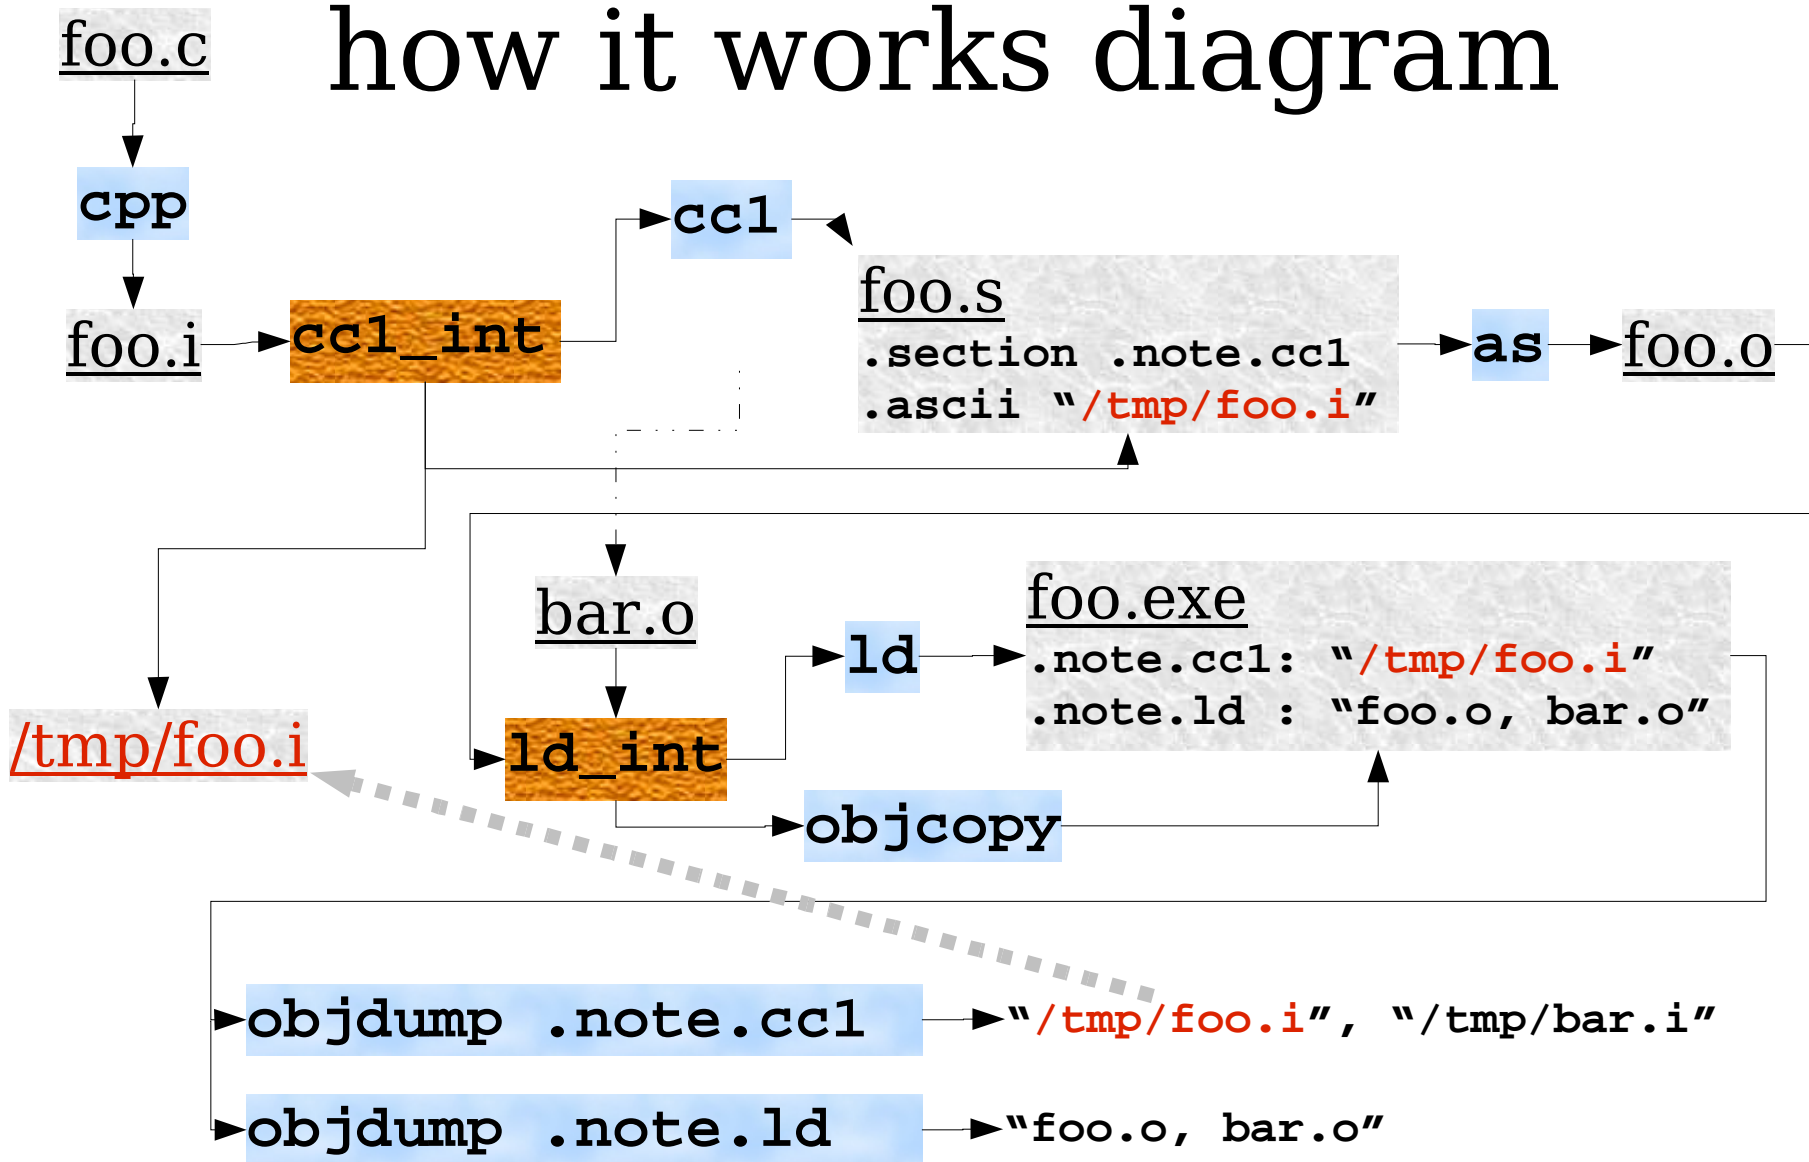 how it works diagram
foo.c
cpp
foo.i
cc1_int
cc1
foo.s
.section .note.cc1
.ascii “/tmp/foo.i”
as
foo.o
bar.o
/tmp/foo.i
ld_int
ld
foo.exe
.note.cc1: “/tmp/foo.i”
.note.ld : “foo.o, bar.o”
objcopy
objdump .note.cc1
“/tmp/foo.i”, “/tmp/bar.i”
objdump .note.ld
“foo.o, bar.o”